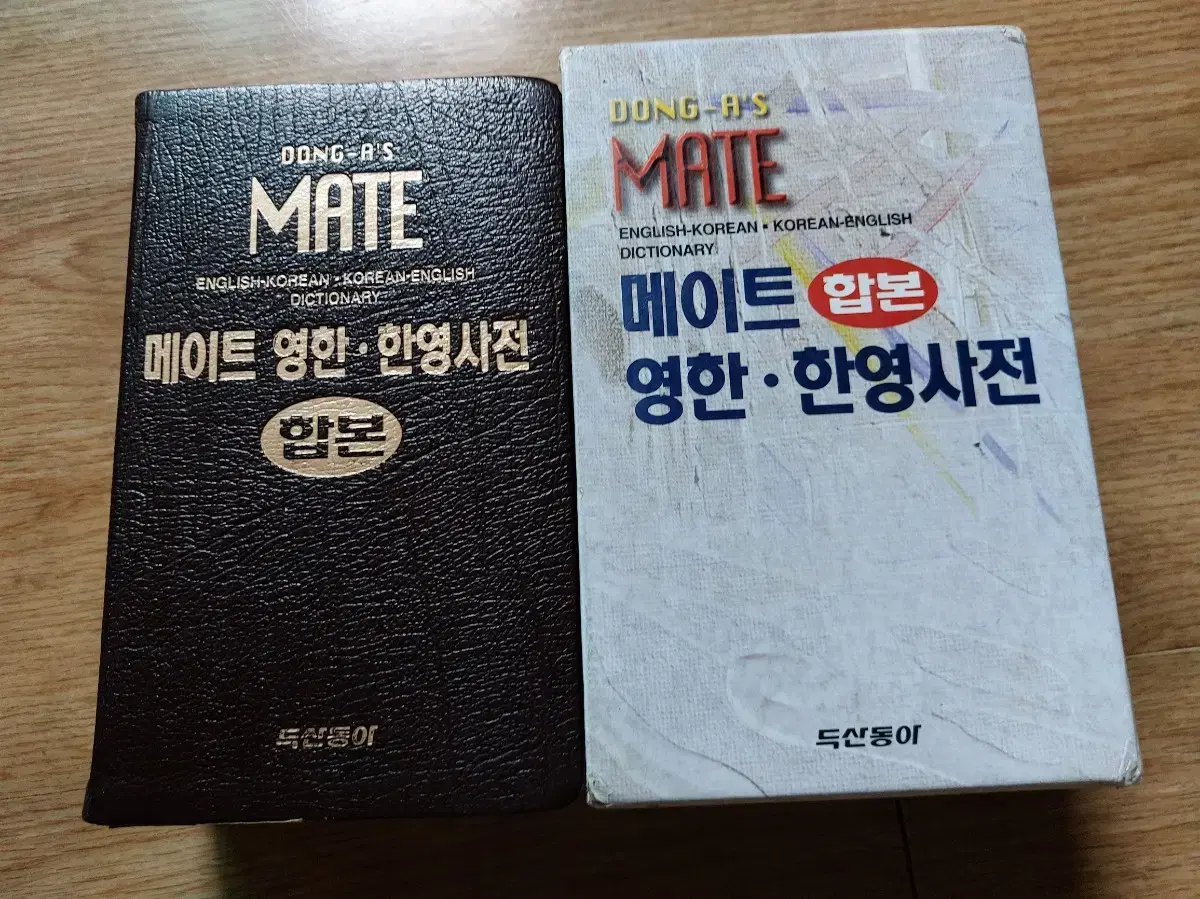 DONG-A'S
MATE
ENGLISH-KOREAN · KOREAN-ENGLISH
DICTIONARY
메이트 영한 · 한영사전
합본
두산동아
DONG-A'S
MATE
ENGLISH-KOREAN · KOREAN-ENGLISH
DICTIONARY
메이트 합본
영한 · 한영사전
두산동아